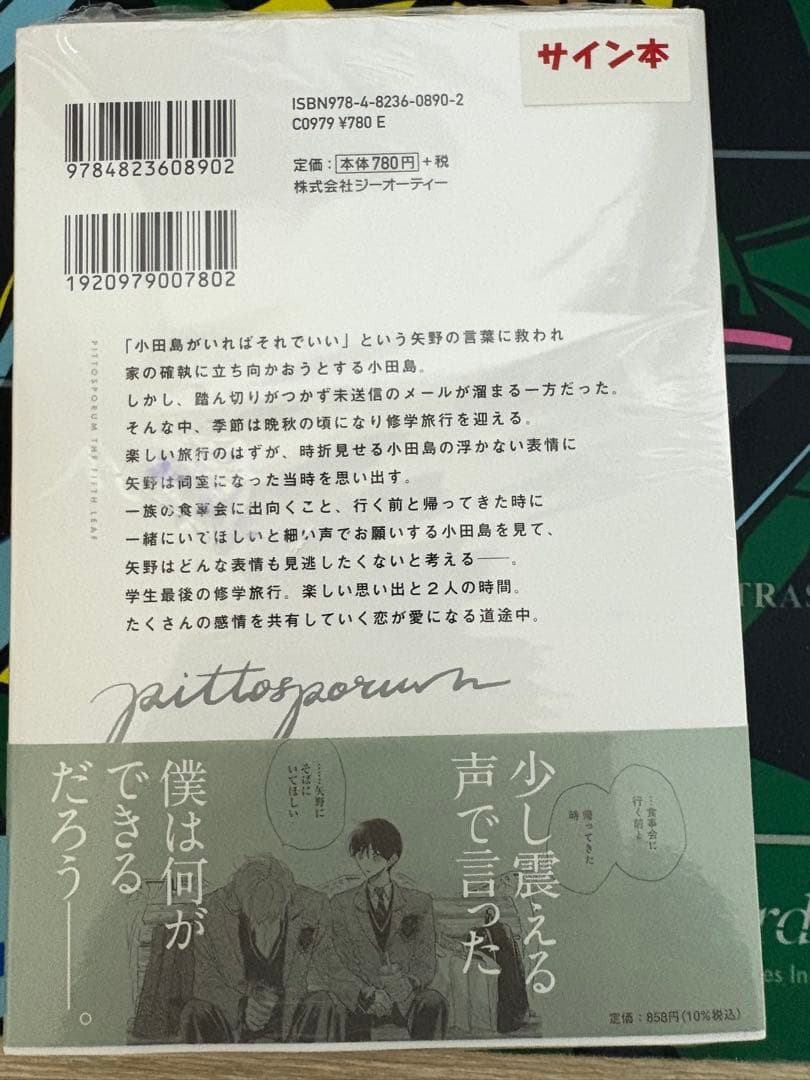 サイン本
ISBN978-4-8236-0890-2
C0979 ¥780 E
9784823608902
定価：本体780円+税
株式会社ジーオーティー
1920979007802
PITTOSPORUM THE FIFTH LEAF
「小田島がいればそれでいい」という矢野の言葉に救われ
家の確執に立ち向かおうとする小田島。
しかし、踏ん切りがつかず未送信のメールが溜まる一方だった。
そんな中、季節は晩秋の頃になり修学旅行を迎える。
楽しい旅行のはずが、時折見せる小田島の浮かない表情に
矢野は同室になった当時を思い出す。
一族の食事会に出向くこと、行く前と帰ってきた時に
一緒にいてほしいと細い声でお願いする小田島を見て、
矢野はどんな表情も見逃したくないと考える――。
学生最後の修学旅行。楽しい思い出と2人の時間。
たくさんの感情を共有していく恋が愛になる道途中。
pittosporum
…食事会に
行く前と
帰ってきた
時
少し震える
声で言った
……矢野に
そばに
いてほしい
僕は何が
できる
だろう――。
定価：858円(10%税込)
TRAS
rd
es In